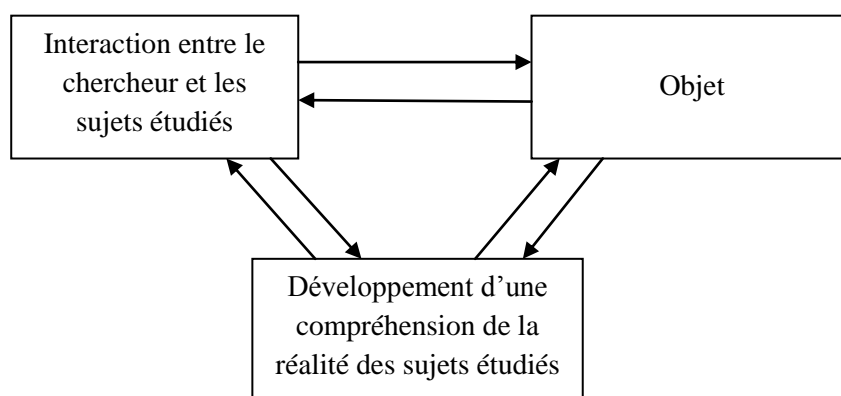 Interaction entre le
chercheur et les
sujets étudiés
Objet
Développement d’une
compréhension de la
réalité des sujets étudiés